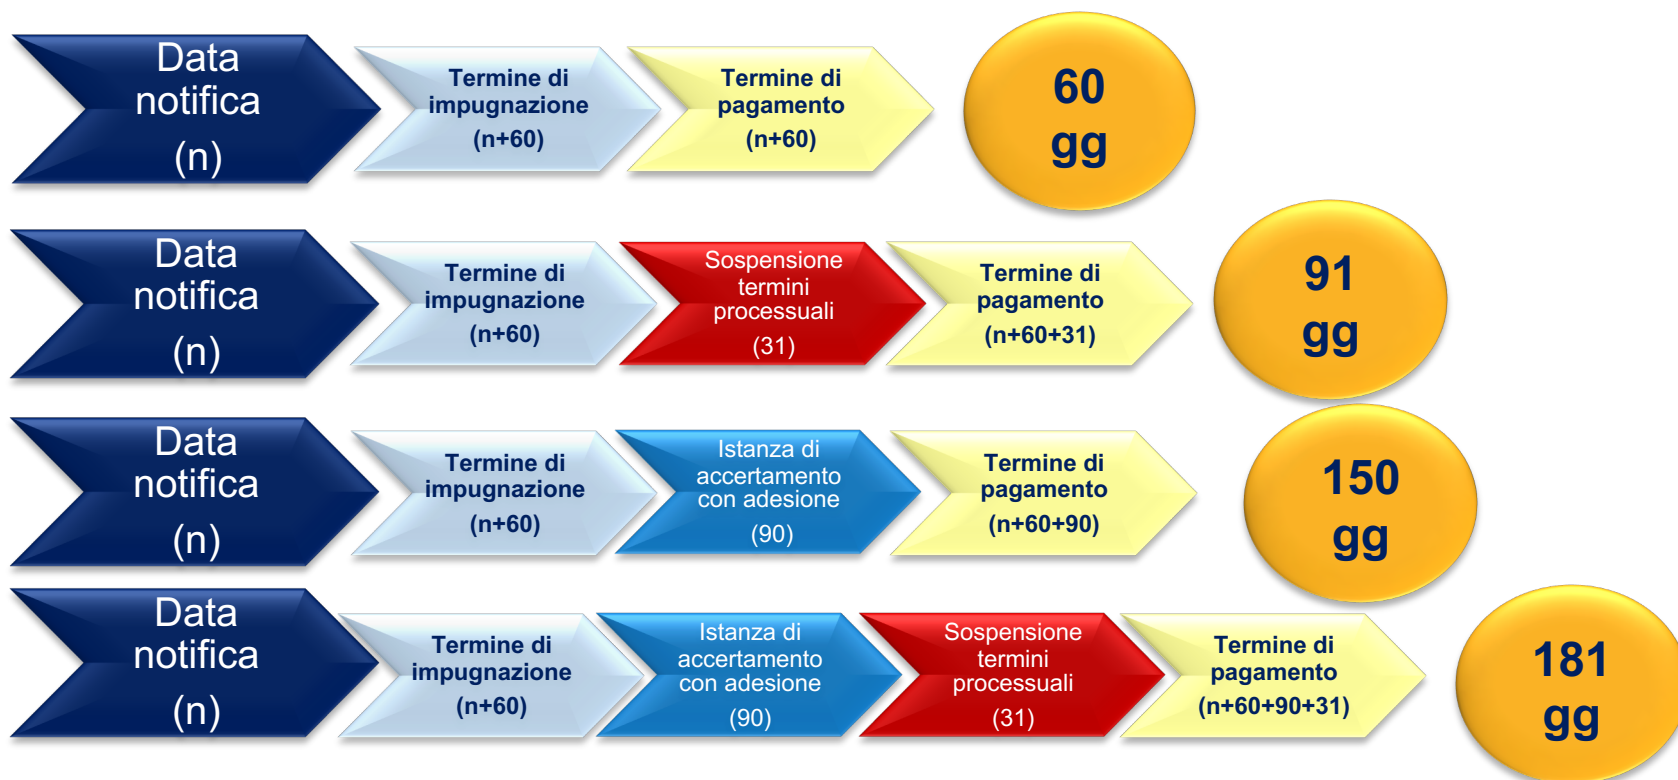 Data
notifica
(n)
Termine di
impugnazione
(n+60)
Termine di
pagamento
(n+60)
60
gg
Data
notifica
(n)
Termine di
impugnazione
(n+60)
Sospensione
termini
processuali
(31)
Termine di
pagamento
(n+60+31)
91
gg
Data
notifica
(n)
Termine di
impugnazione
(n+60)
Istanza di
accertamento
con adesione
(90)
Termine di
pagamento
(n+60+90)
150
gg
Data
notifica
(n)
Termine di
impugnazione
(n+60)
Istanza di
accertamento
con adesione
(90)
Sospensione
termini
processuali
(31)
Termine di
pagamento
(n+60+90+31)
181
gg